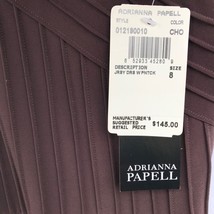 ADRIANNA PAPELL
STYLE COLOR
012190010 CHO
DESCRIPTION SIZE
JRSY DRS W PNTCK 8
MANUFACTURER'S
SUGGESTED
RETAIL PRICE $145.00
ADRIANNA
PAPELL